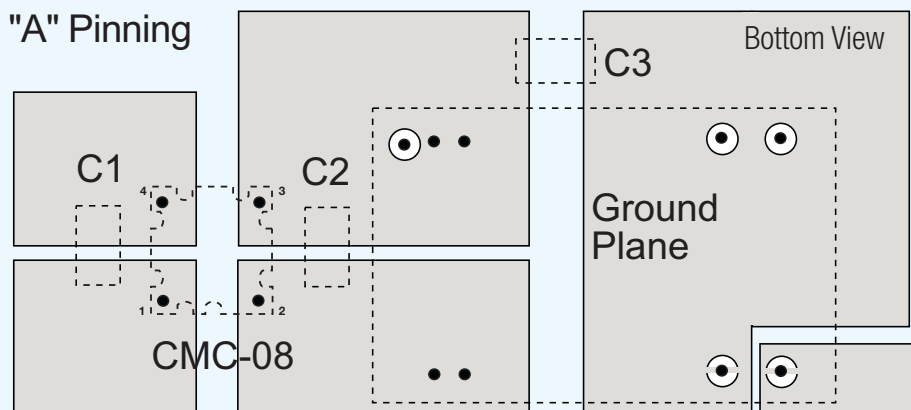 "A" Pinning
Bottom View
C3
C1
C2
4
3
Ground
Plane
1
2
CMC-08